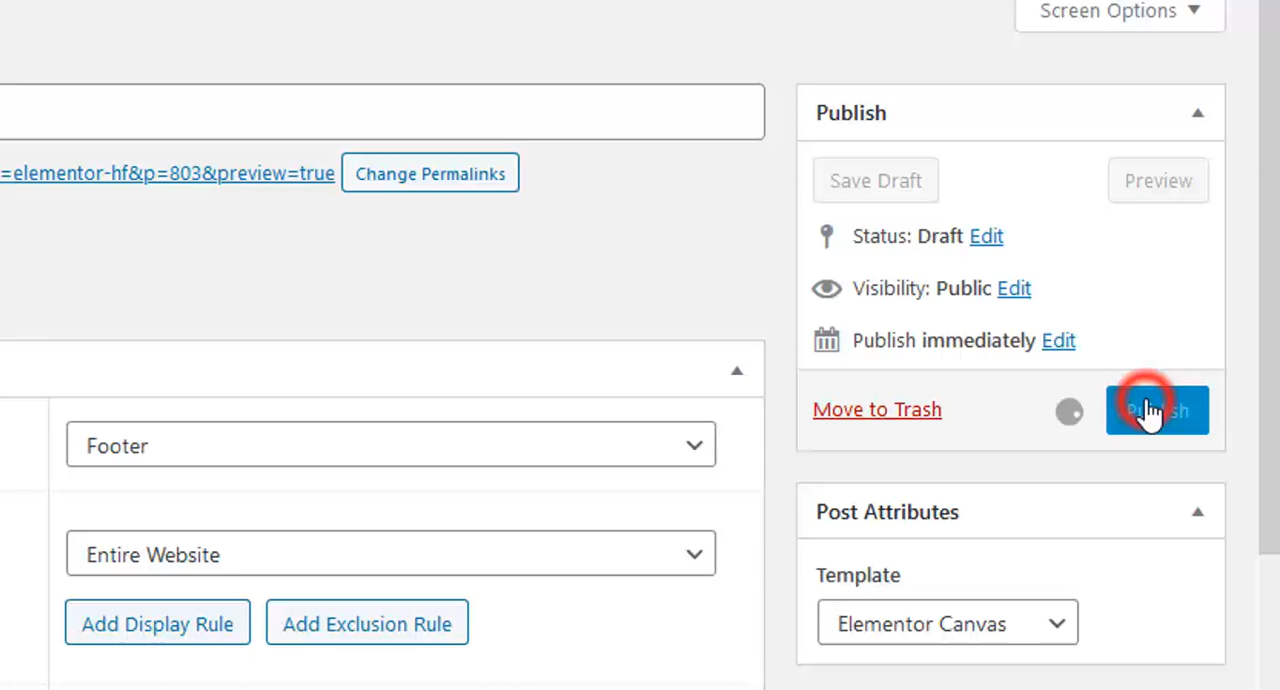 Screen Options
Publish
=elementor-hf&p=803&preview=true Change Permalinks
Save Draft Preview
Status: Draft Edit
Visibility: Public Edit
Publish immediately Edit
Move to Trash Publish
Footer
Post Attributes
Entire Website
Template
Add Display Rule Add Exclusion Rule
Elementor Canvas